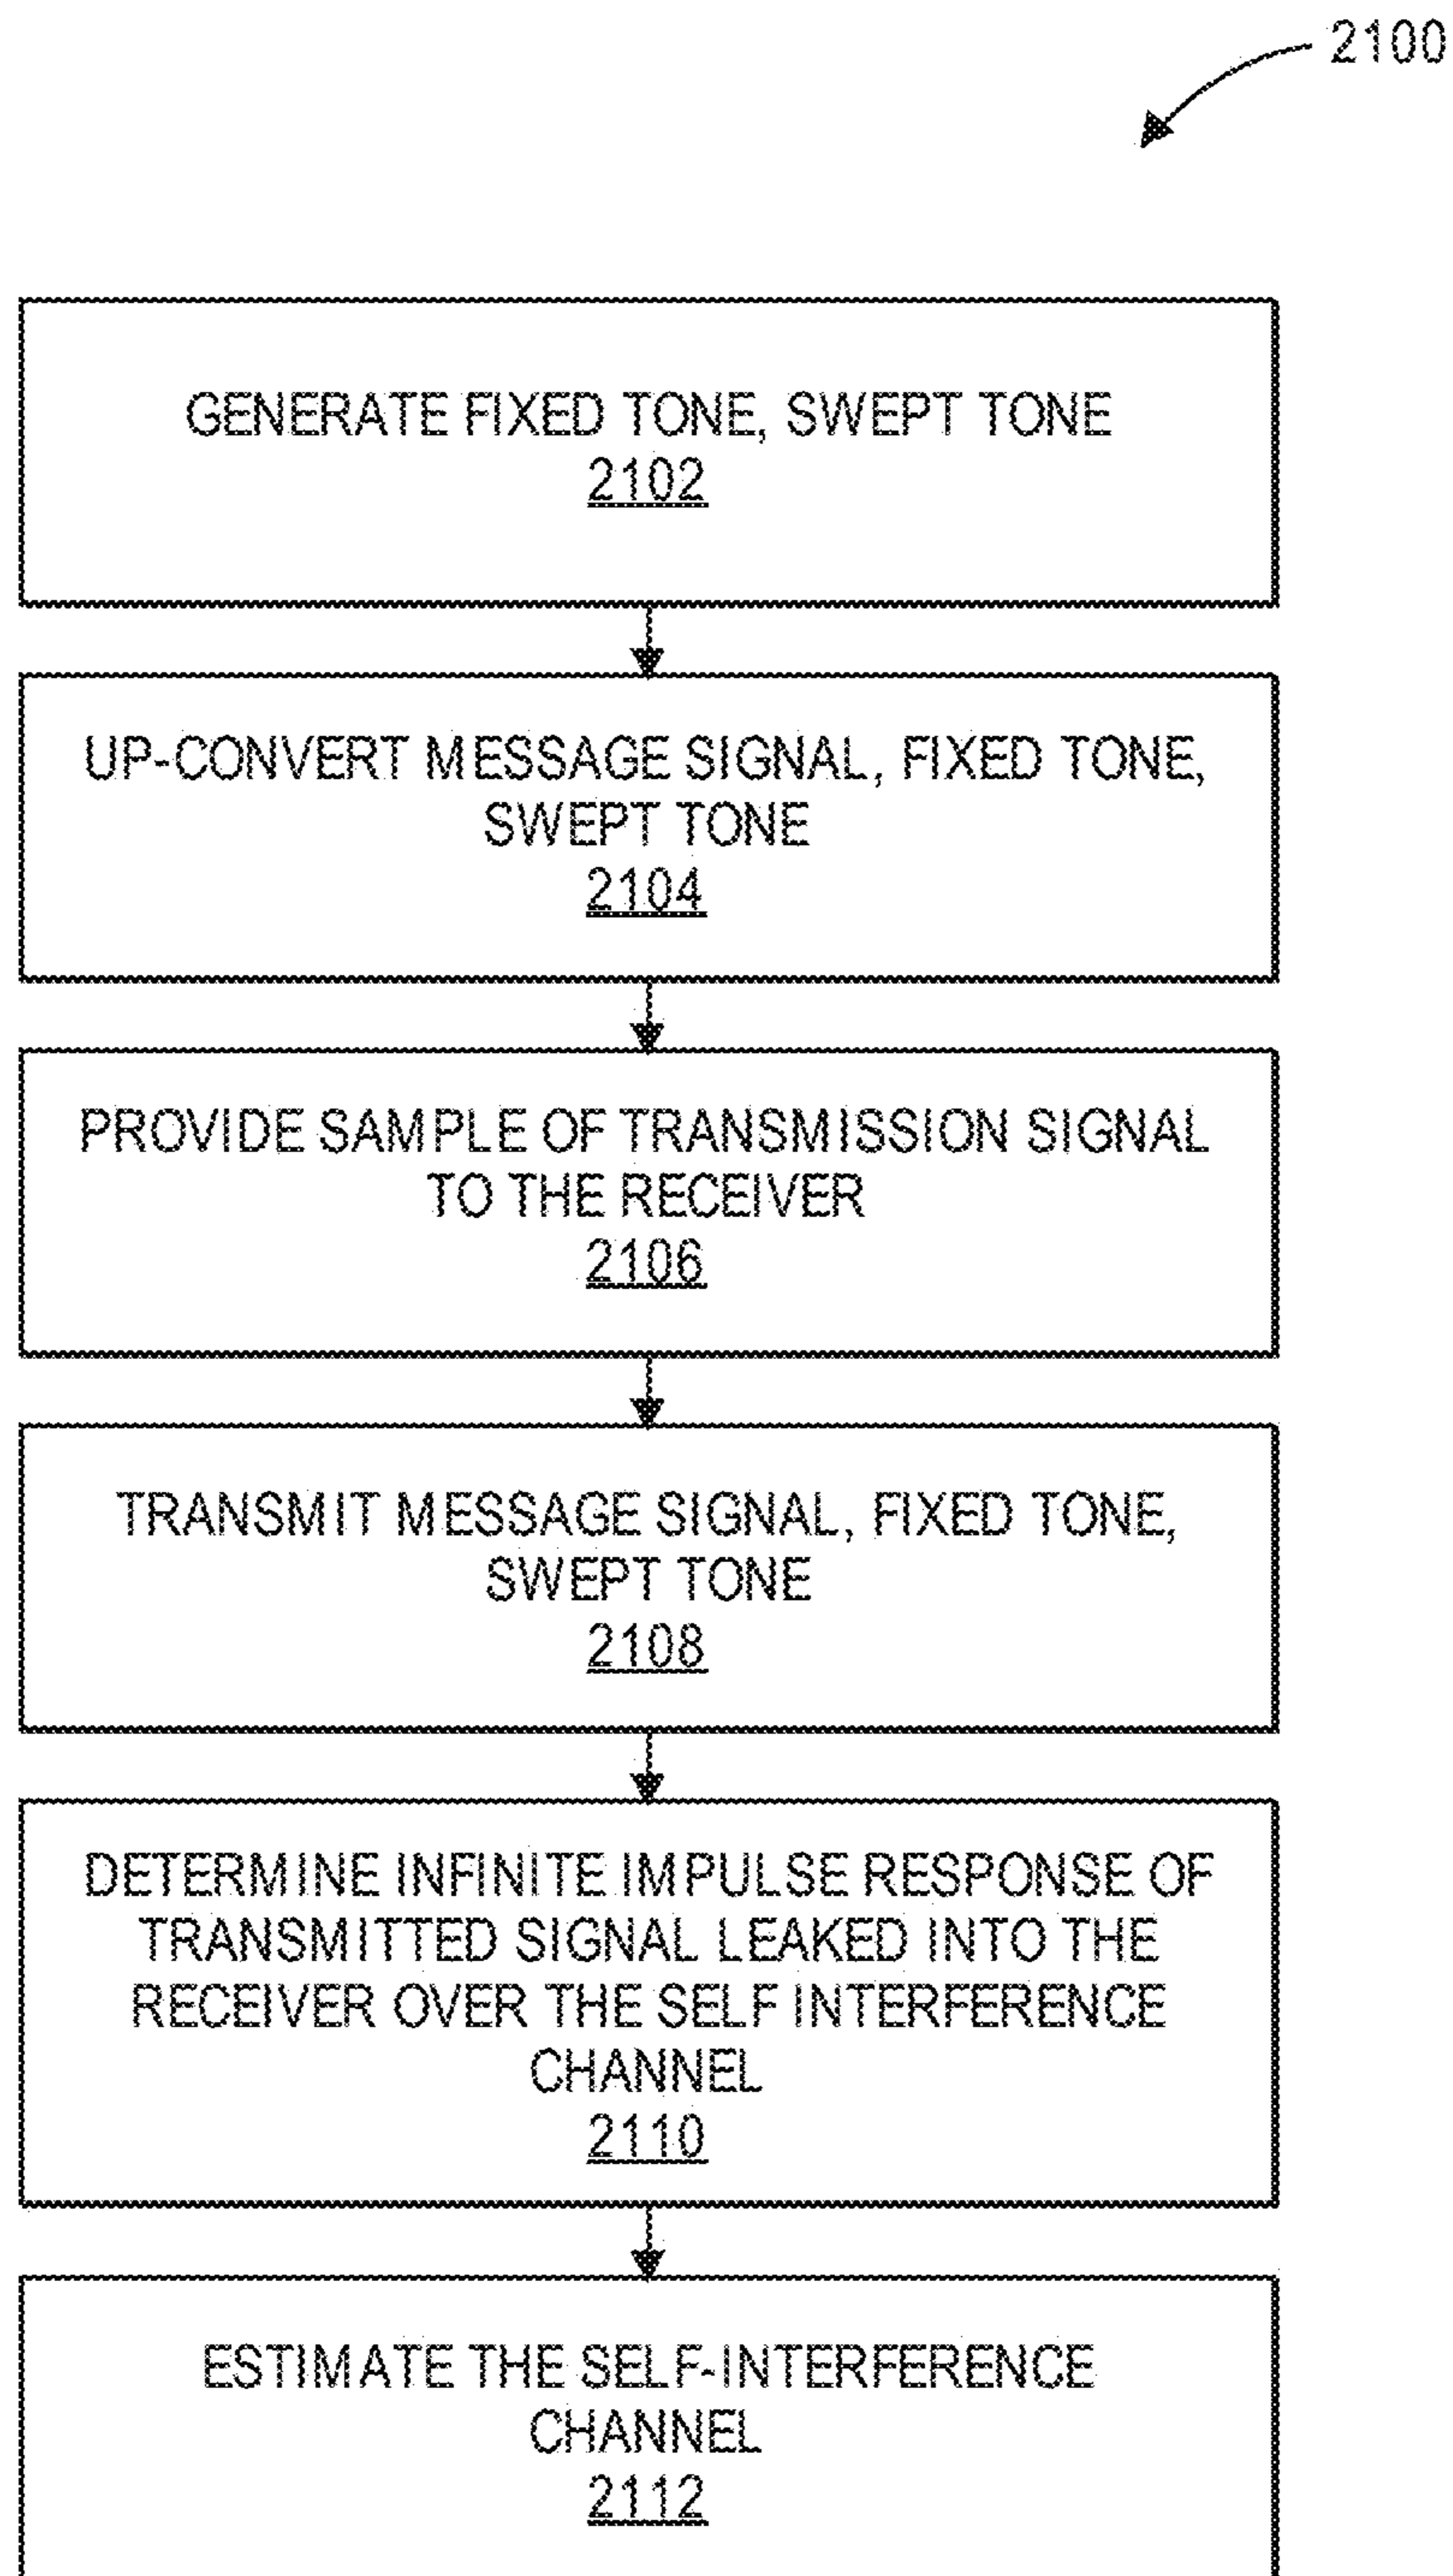 2100
GENERATE FIXED TONE, SWEPT TONE
2102
UP-CONVERT MESSAGE SIGNAL, FIXED TONE,
SWEPT TONE
2104
PROVIDE SAMPLE OF TRANSMISSION SIGNAL
TO THE RECEIVER
2106
TRANSMIT MESSAGE SIGNAL, FIXED TONE,
SWEPT TONE
2108
DETERMINE INFINITE IMPULSE RESPONSE OF
TRANSMITTED SIGNAL LEAKED INTO THE
RECEIVER OVER THE SELF INTERFERENCE
CHANNEL
2110
ESTIMATE THE SELF-INTERFERENCE
CHANNEL
2112